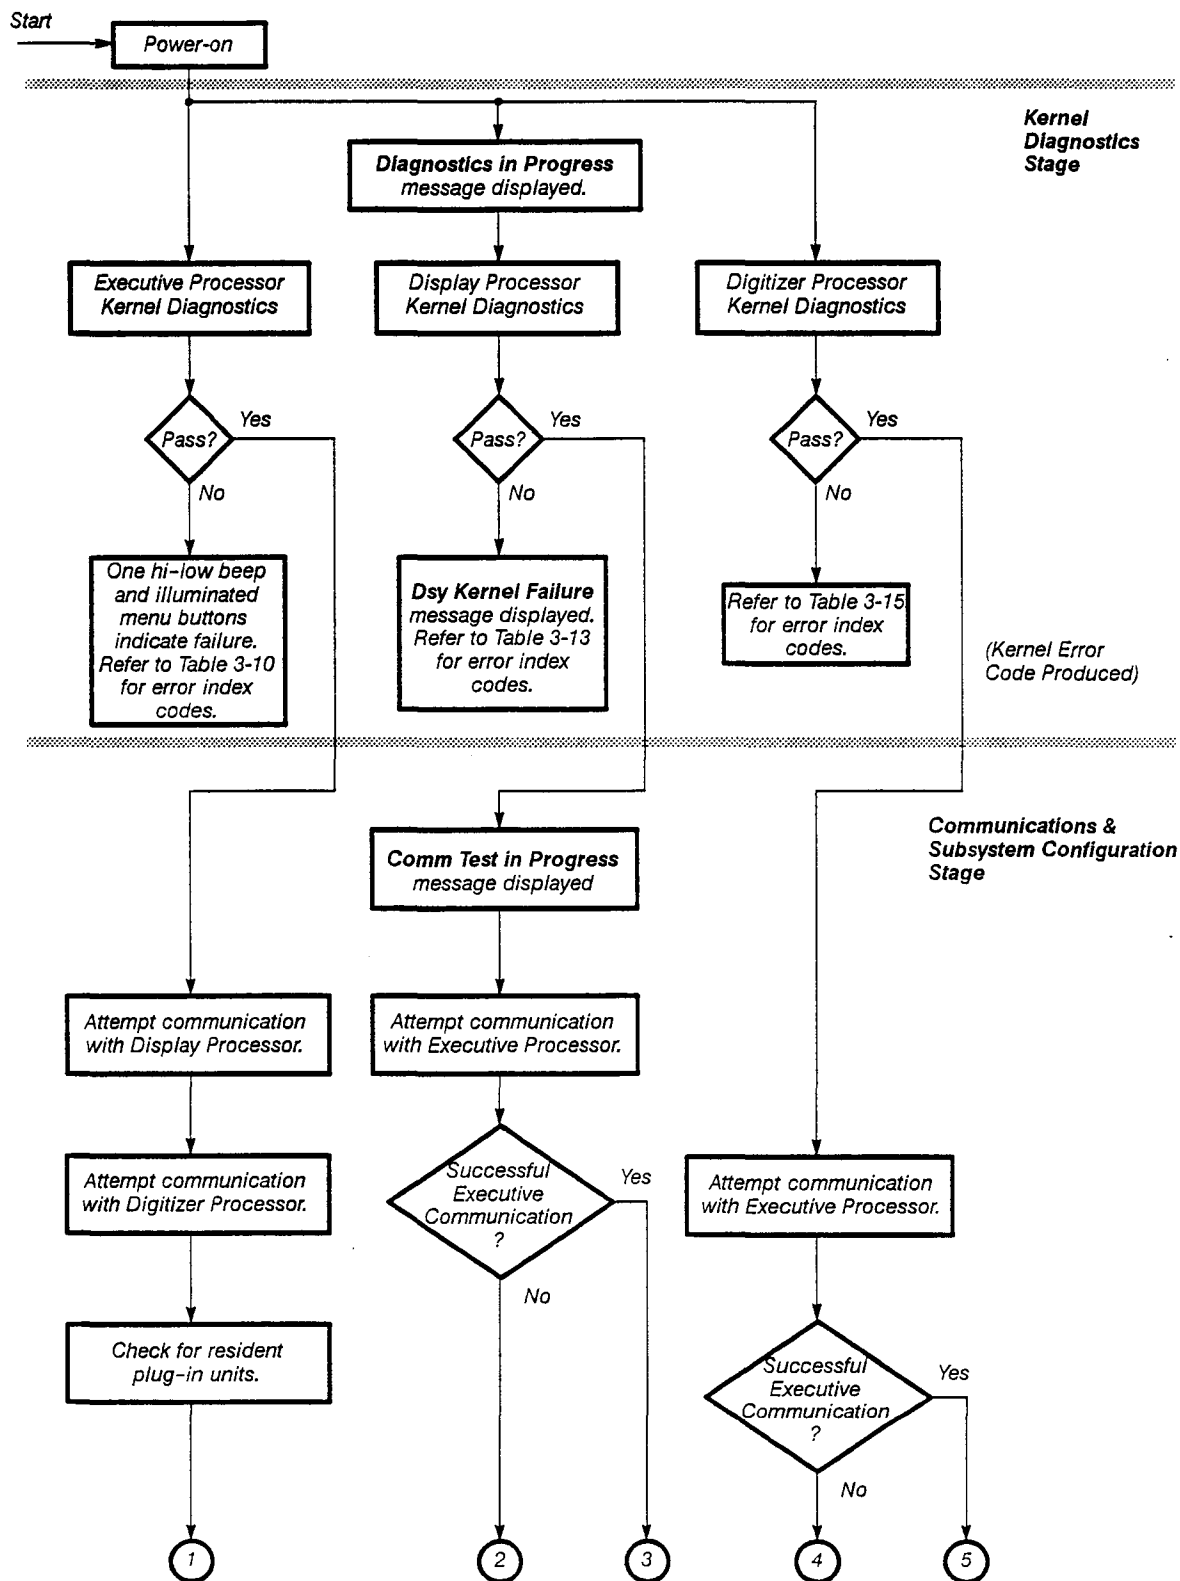 Start
Power-on
Kernel
Diagnostics
Stage
Diagnostics in Progress
message displayed.
Executive Processor
Kernel Diagnostics
Display Processor
Kernel Diagnostics
Digitizer Processor
Kernel Diagnostics
Pass?
Yes
No
Pass?
Yes
No
Pass?
Yes
No
One hi-low beep
and illuminated
menu buttons
indicate failure.
Refer to Table 3-10
for error index
codes.
Dsy Kernel Failure
message displayed.
Refer to Table 3-13
for error index
codes.
Refer to Table 3-15
for error index
codes.
(Kernel Error
Code Produced)
Communications &
Subsystem Configuration
Stage
Comm Test in Progress
message displayed
Attempt communication
with Display Processor.
Attempt communication
with Executive Processor.
Attempt communication
with Digitizer Processor.
Successful
Executive
Communication
?
Yes
No
Attempt communication
with Executive Processor.
Check for resident
plug-in units.
Successful
Executive
Communication
?
Yes
No
1
2
3
4
5